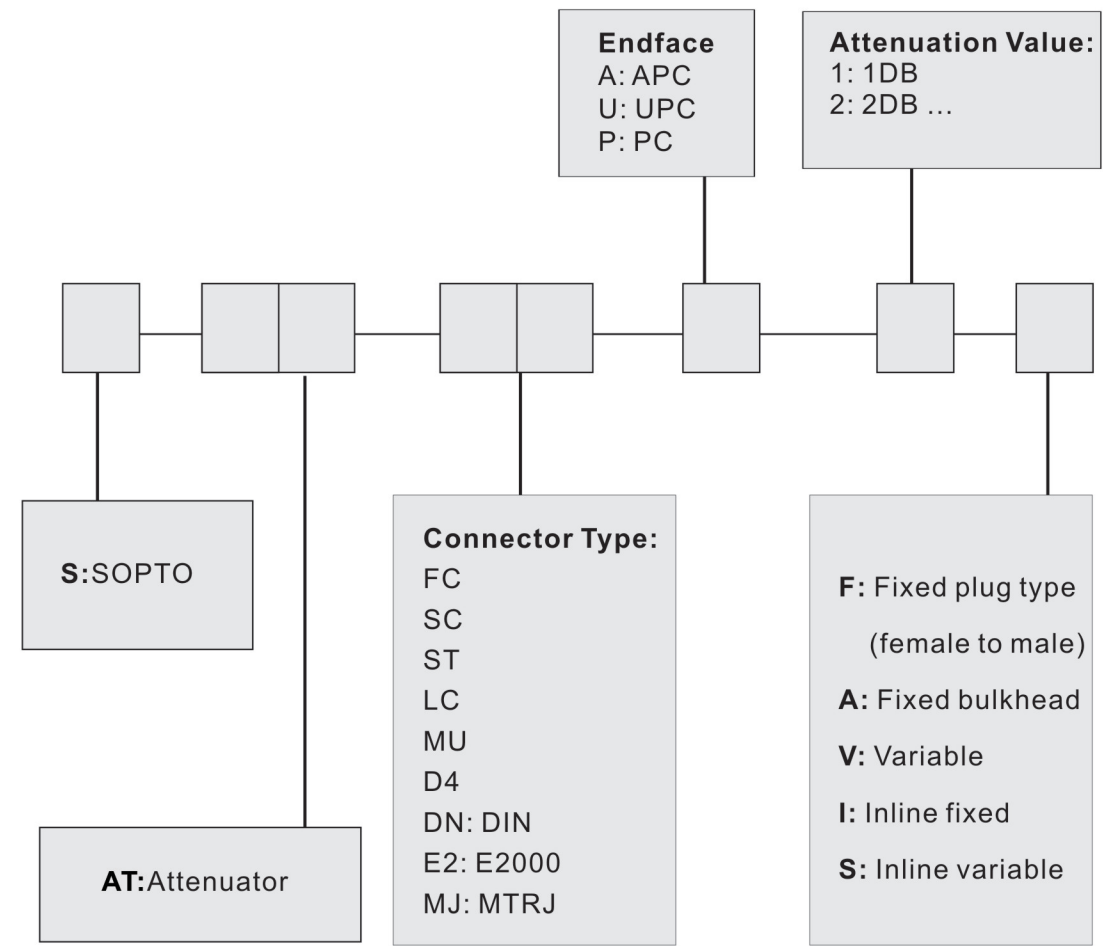 Endface
A: APC
U: UPC
P: PC
Attenuation Value:
1: 1DB
2: 2DB ...
S:SOPTO
AT:Attenuator
Connector Type:
FC
SC
ST
LC
MU
D4
DN: DIN
E2: E2000
MJ: MTRJ
F: Fixed plug type
(female to male)
A: Fixed bulkhead
V: Variable
I: Inline fixed
S: Inline variable